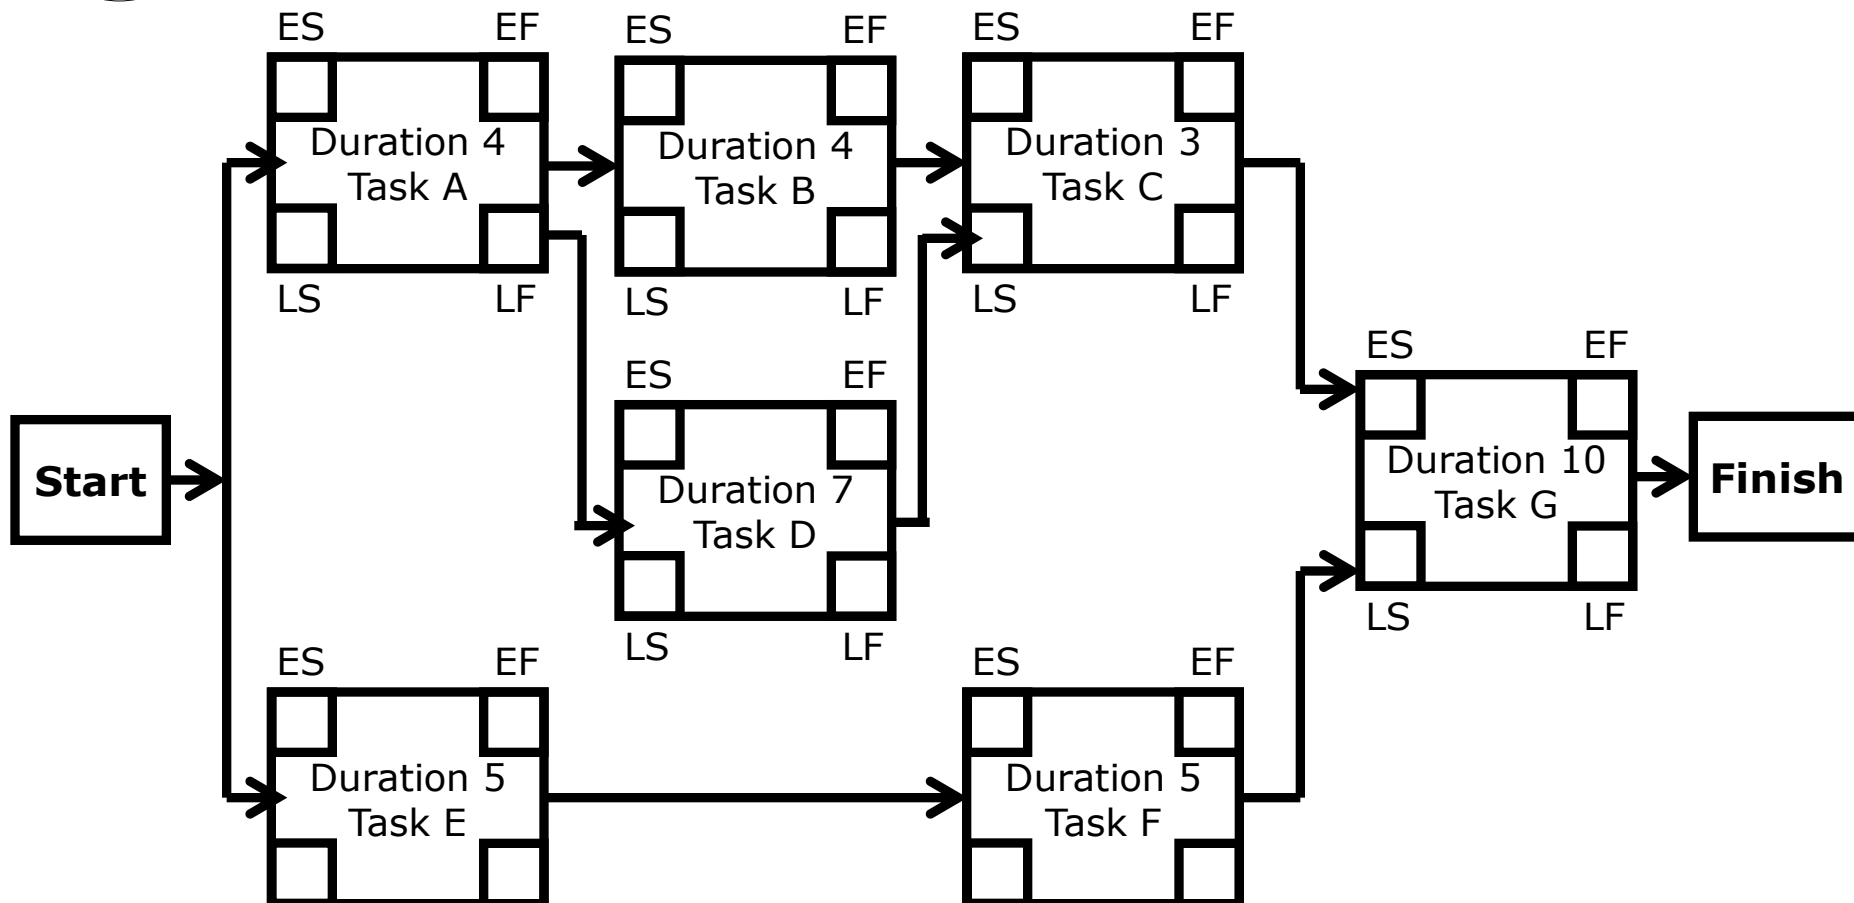 ES EF
Duration 4
Task A
LS LF
ES EF
Duration 4
Task B
LS LF
ES EF
Duration 3
Task C
LS LF
ES EF
Duration 7
Task D
LS LF
Start
ES EF
Duration 10
Task G
LS LF
Finish
ES EF
Duration 5
Task E
ES EF
Duration 5
Task F